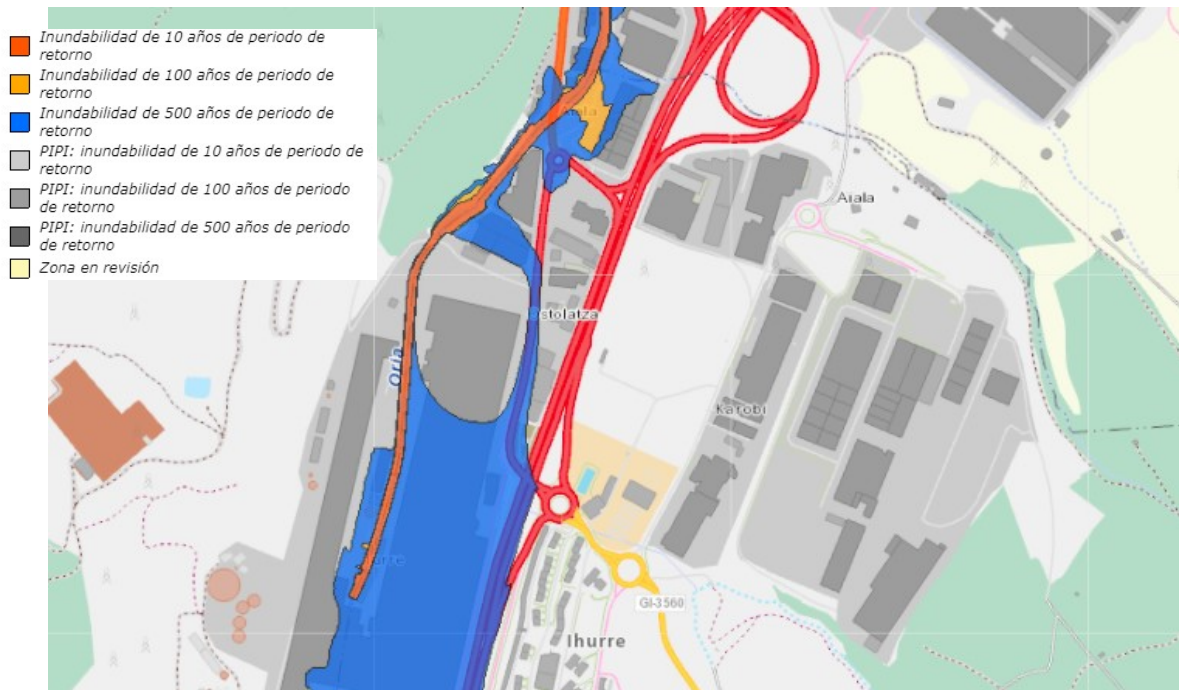 Inundabilidad de 10 años de periodo de
retorno
Inundabilidad de 100 años de periodo de
retorno
Inundabilidad de 500 años de periodo de
retorno
PIPI: inundabilidad de 10 años de periodo de
retorno
PIPI: inundabilidad de 100 años de periodo
de retorno
PIPI: inundabilidad de 500 años de periodo
de retorno
Zona en revisión
Aiala
Ostolatza
Oria
Karobi
GI-3560
Ihurre